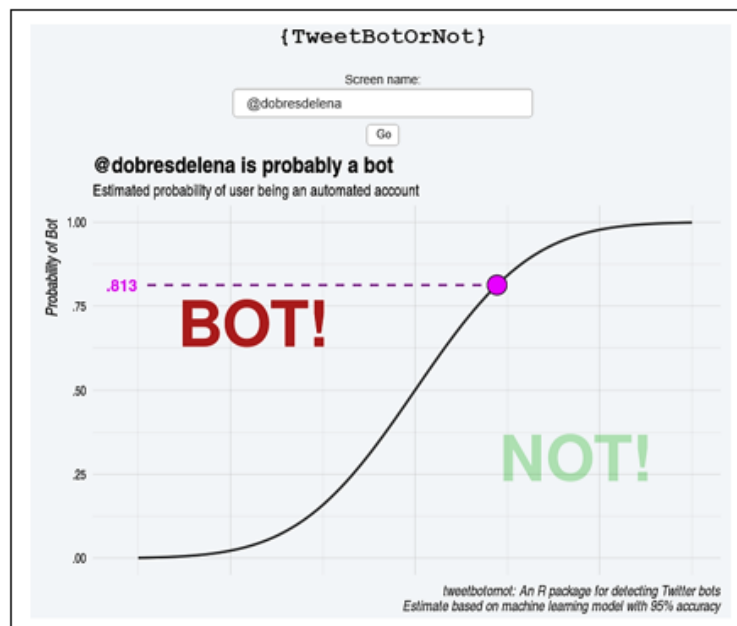 {TweetBotOrNot}
Screen name:
@dobresdelena
Go
@dobresdelena is probably a bot
Estimated probability of user being an automated account
Probability of Bot
1.00
.813
.75
BOT!
.50
NOT!
.25
.00
tweetbotornot: An R package for detecting Twitter bots
Estimate based on machine learning model with 95% accuracy